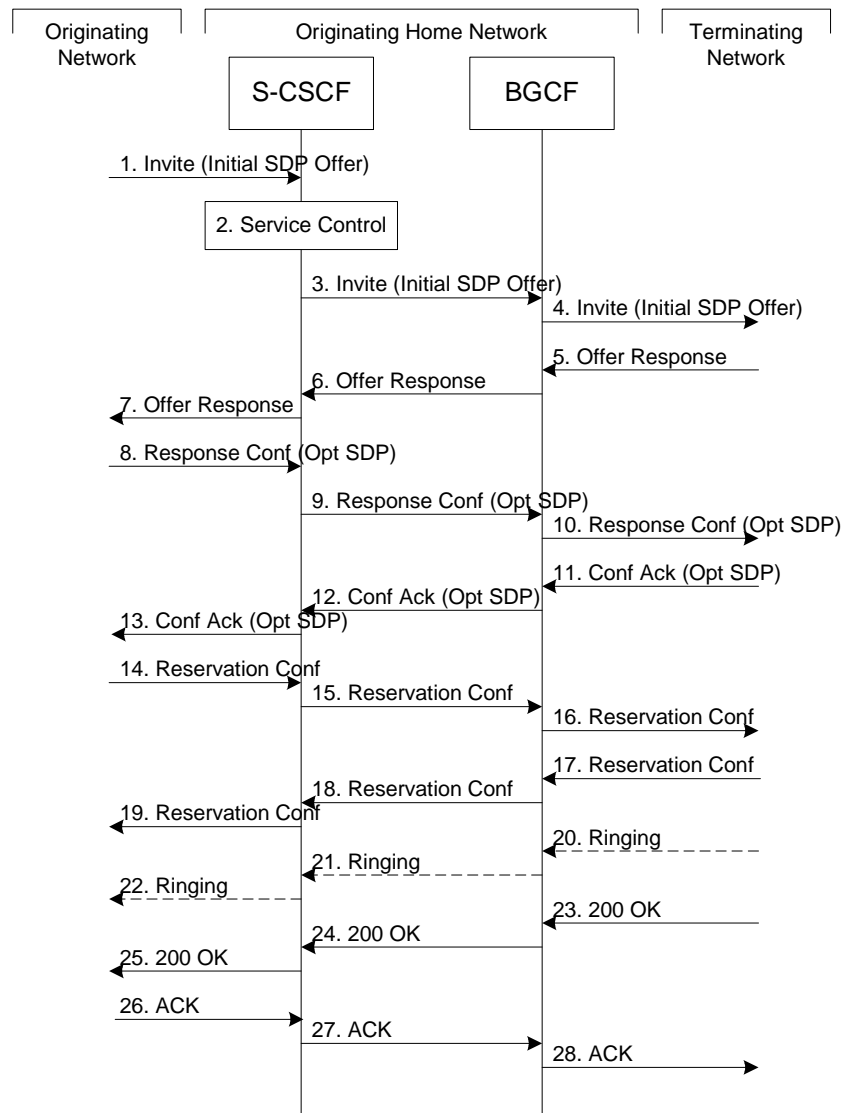 Originating
Network
Originating Home Network
Terminating
Network
S-CSCF
BGCF
1. Invite (Initial SDP Offer)
2. Service Control
3. Invite (Initial SDP Offer)
4. Invite (Initial SDP Offer)
5. Offer Response
6. Offer Response
7. Offer Response
8. Response Conf (Opt SDP)
9. Response Conf (Opt SDP)
10. Response Conf (Opt SDP)
11. Conf Ack (Opt SDP)
12. Conf Ack (Opt SDP)
13. Conf Ack (Opt SDP)
14. Reservation Conf
15. Reservation Conf
16. Reservation Conf
17. Reservation Conf
18. Reservation Conf
19. Reservation Conf
20. Ringing
21. Ringing
22. Ringing
23. 200 OK
24. 200 OK
25. 200 OK
26. ACK
27. ACK
28. ACK